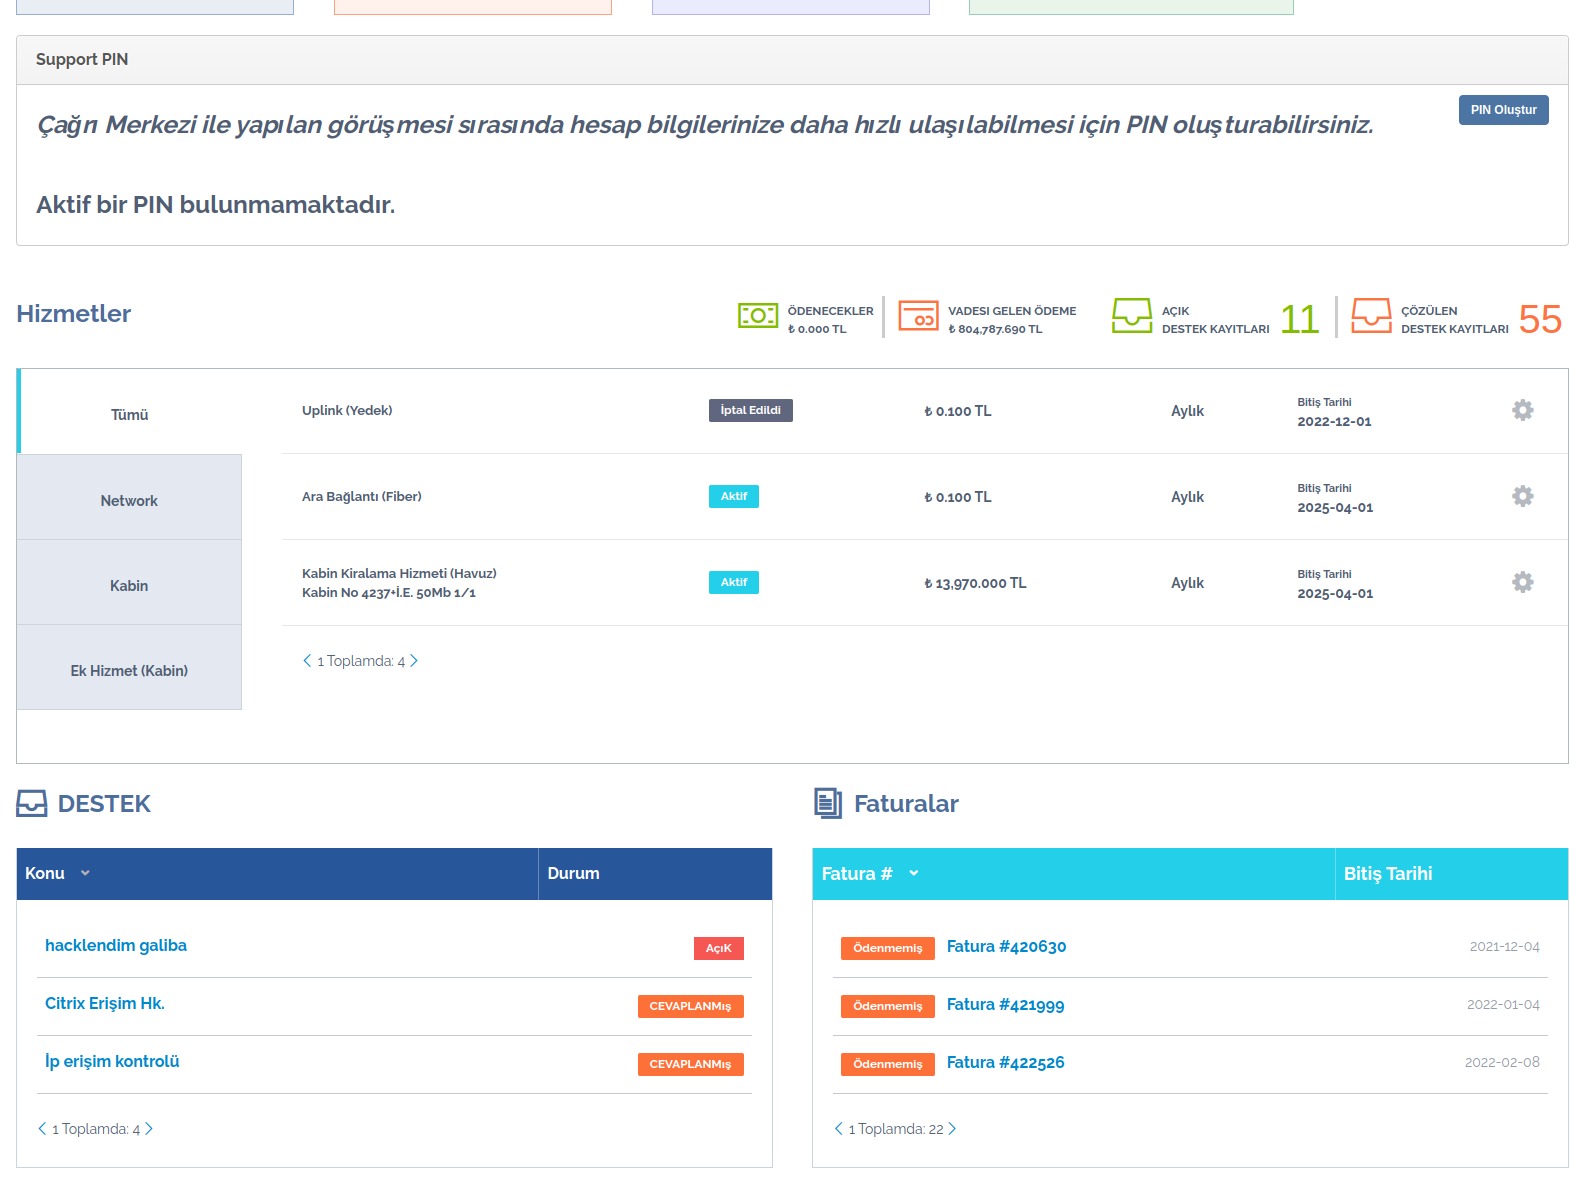 Support PIN
PIN Oluştur
Çağrı Merkezi ile yapılan görüşmesi sırasında hesap bilgilerinize daha hızlı ulaşılabilmesi için PIN oluşturabilirsiniz.
Aktif bir PIN bulunmamaktadır.
Hizmetler
ÖDENECEKLER
₺ 0.000 TL
VADESI GELEN ÖDEME
₺ 804,787.690 TL
AÇIK
DESTEK KAYITLARI
11
ÇÖZÜLEN
DESTEK KAYITLARI
55
Tümü
Network
Kabin
Ek Hizmet (Kabin)
Uplink (Yedek)
İptal Edildi
₺ 0.100 TL
Aylık
Bitiş Tarihi
2022-12-01
Ara Bağlantı (Fiber)
Aktif
₺ 0.100 TL
Aylık
Bitiş Tarihi
2025-04-01
Kabin Kiralama Hizmeti (Havuz)
Kabin No 4237+İ.E. 50Mb 1/1
Aktif
₺ 13,970.000 TL
Aylık
Bitiş Tarihi
2025-04-01
1 Toplamda: 4
DESTEK
Konu
Durum
hacklendim galiba
AçıK
Citrix Erişim Hk.
CEVAPLANMış
İp erişim kontrolü
CEVAPLANMış
1 Toplamda: 4
Faturalar
Fatura #
Bitiş Tarihi
Ödenmemiş
Fatura #420630
2021-12-04
Ödenmemiş
Fatura #421999
2022-01-04
Ödenmemiş
Fatura #422526
2022-02-08
1 Toplamda: 22